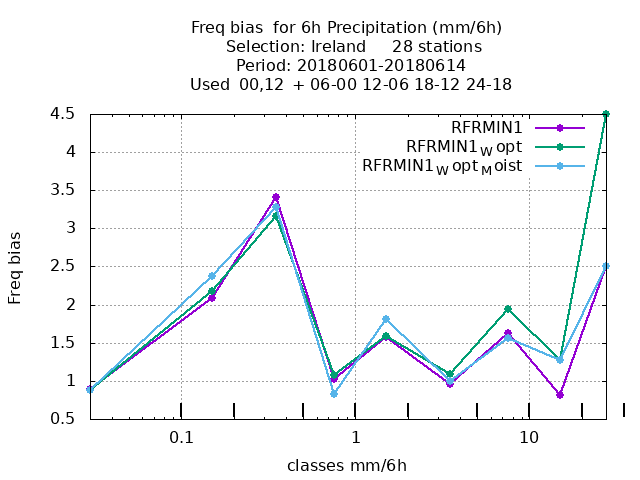 Freq bias  for 6h Precipitation (mm/6h)
Selection: Ireland     28 stations
Period: 20180601-20180614
Used  00,12  + 06-00 12-06 18-12 24-18
RFRMIN1
RFRMIN1Wopt
RFRMIN1WoptMoist
4.5
4
3.5
3
2.5
2
1.5
1
0.5
Freq bias
0.1 1 10
classes mm/6h